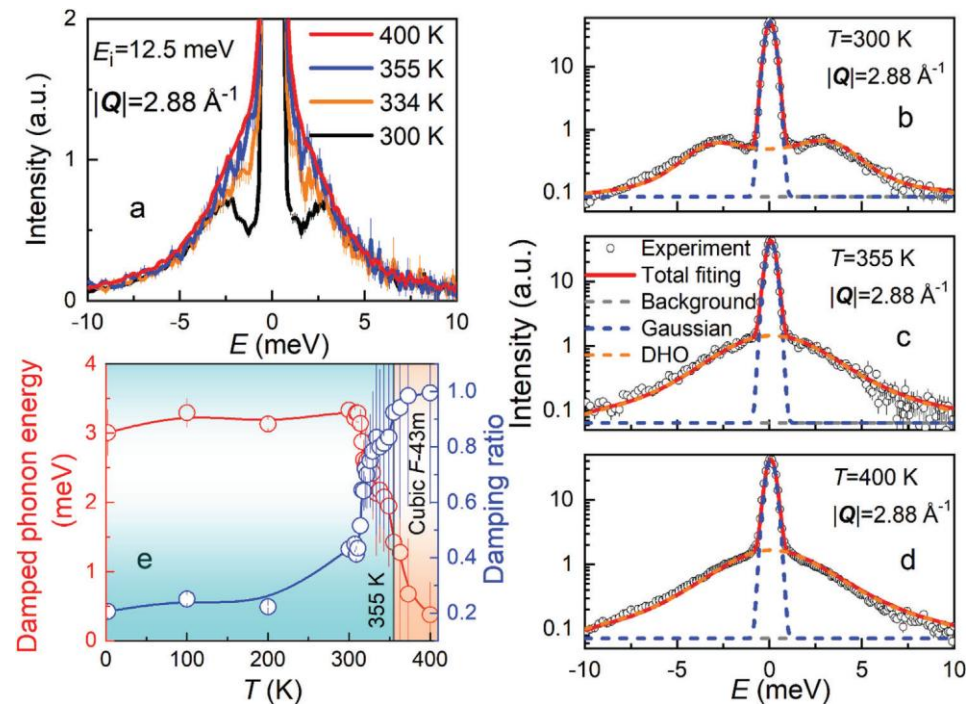 2
1
0
Intensity (a.u.)
E_i=12.5 meV
|Q|=2.88 Å⁻¹
400 K
355 K
334 K
300 K
a
-10 -5 0 5 10
E (meV)
10
1
0.1
T=300 K
|Q|=2.88 Å⁻¹
b
10
1
0.1
Intensity (a.u.)
Experiment
Total fitting
Background
Gaussian
DHO
T=355 K
|Q|=2.88 Å⁻¹
c
10
1
0.1
T=400 K
|Q|=2.88 Å⁻¹
d
-10 -5 0 5 10
E (meV)
4
3
2
1
0
Damped phonon energy
(meV)
e
355 K
Cubic F-43m
1.0
0.8
0.6
0.4
0.2
Damping ratio
0 100 200 300 400
T (K)